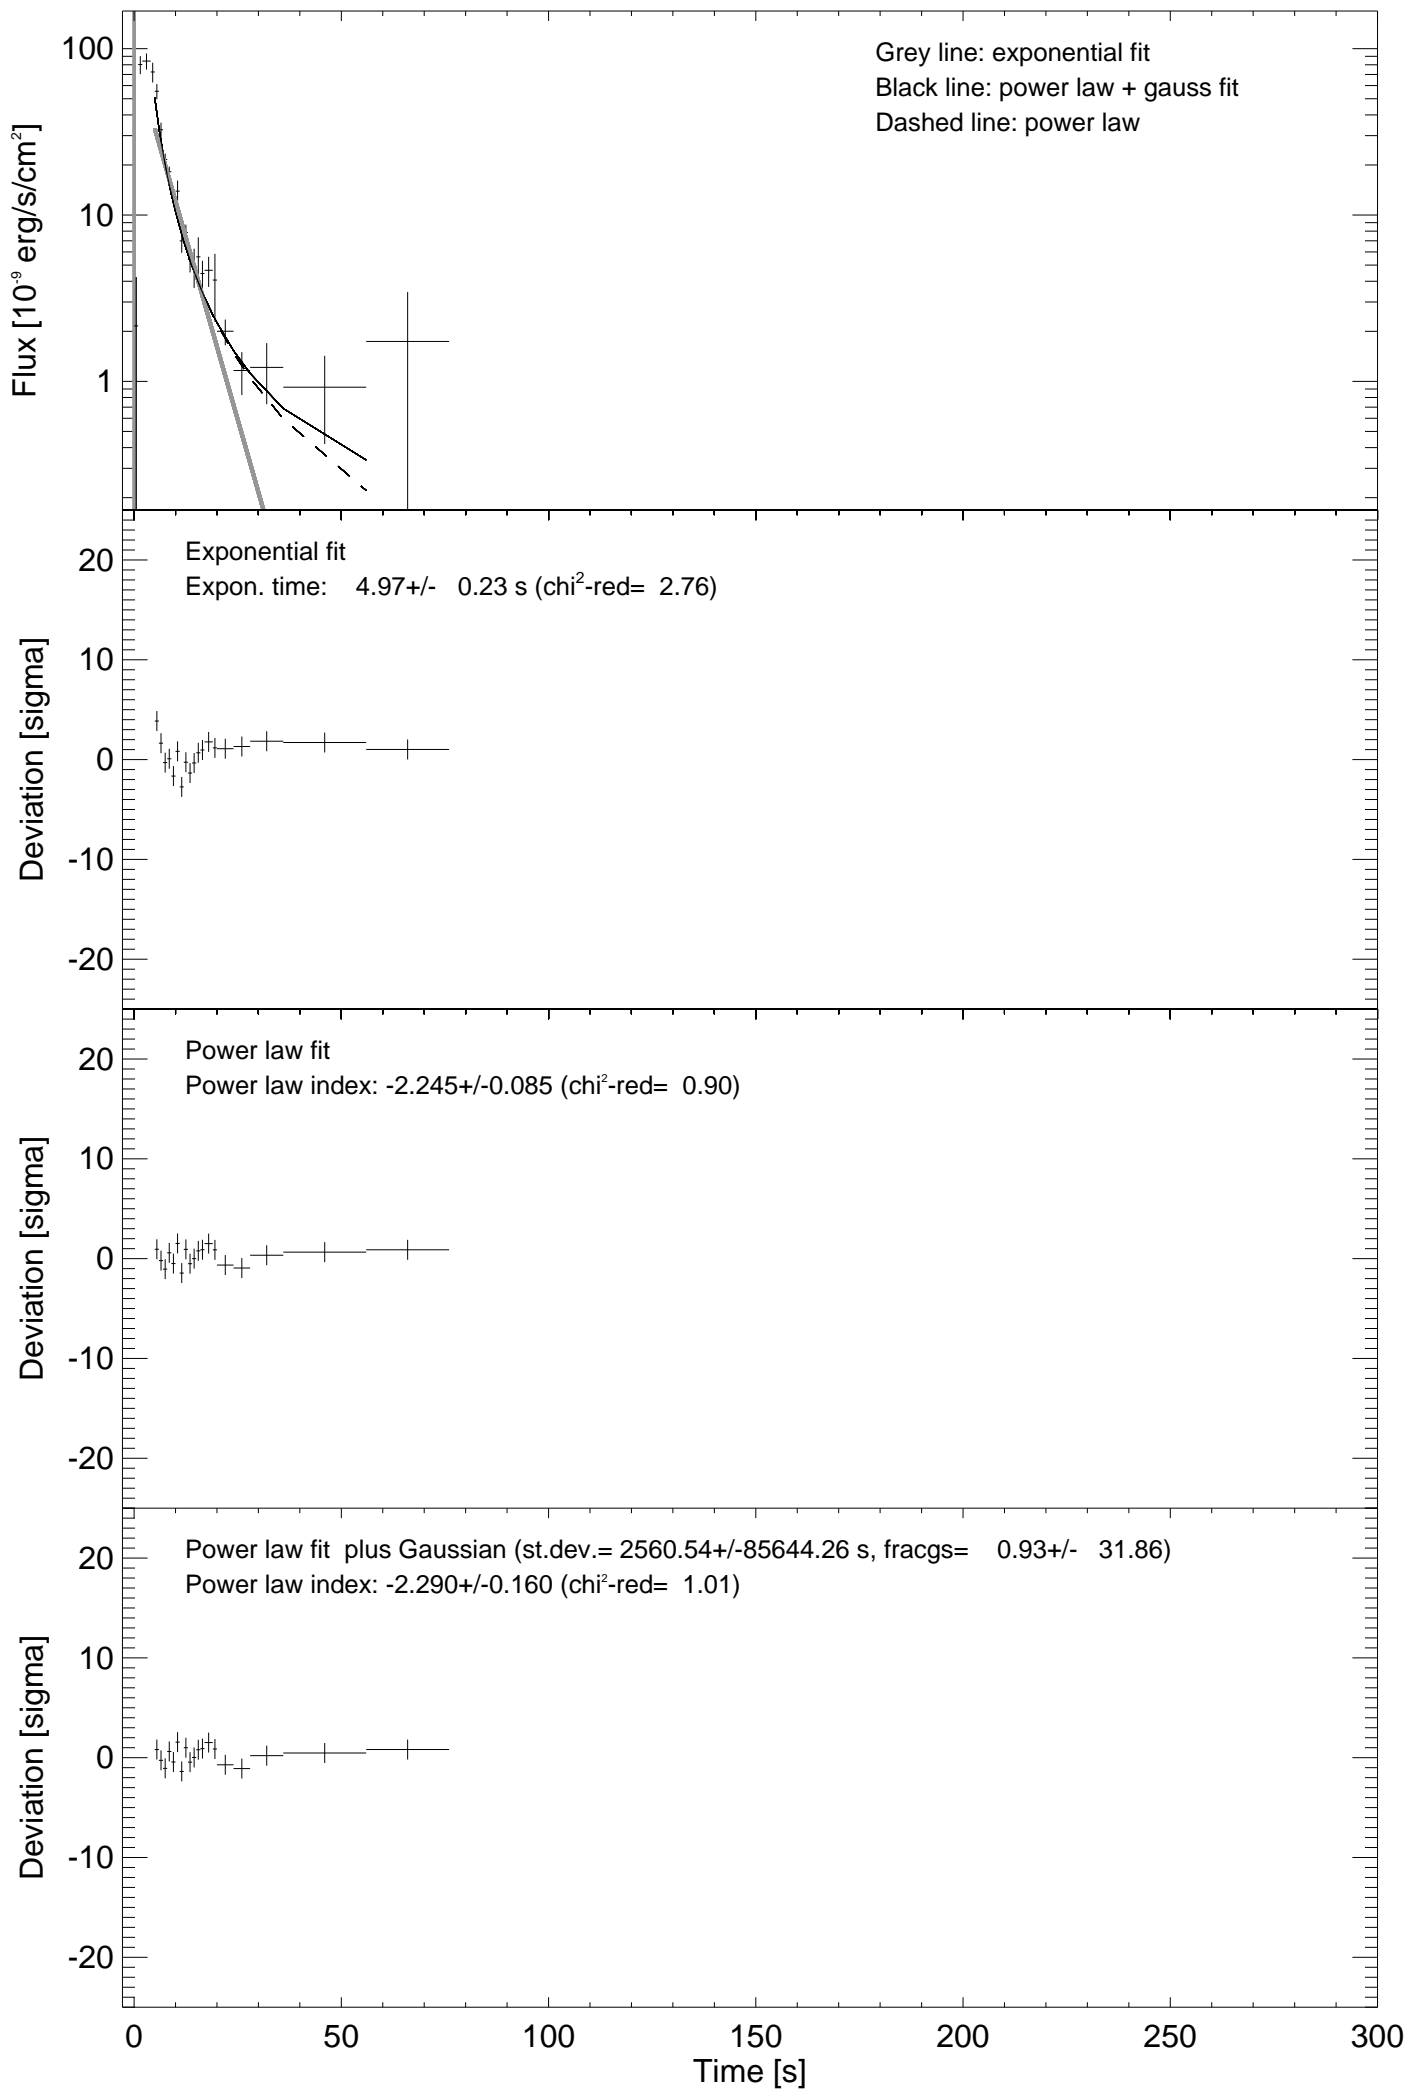 Grey line: exponential fit
Black line: power law + gauss fit
Dashed line: power law
100
10
1
Flux [10⁻⁹ erg/s/cm²]
Exponential fit
Expon. time: 4.97+/- 0.23 s (chi²-red= 2.76)
20
10
0
-10
-20
Deviation [sigma]
Power law fit
Power law index: -2.245+/-0.085 (chi²-red= 0.90)
20
10
0
-10
-20
Deviation [sigma]
Power law fit plus Gaussian (st.dev.= 2560.54+/-85644.26 s, fracgs= 0.93+/- 31.86)
Power law index: -2.290+/-0.160 (chi²-red= 1.01)
20
10
0
-10
-20
Deviation [sigma]
0 50 100 150 200 250 300
Time [s]